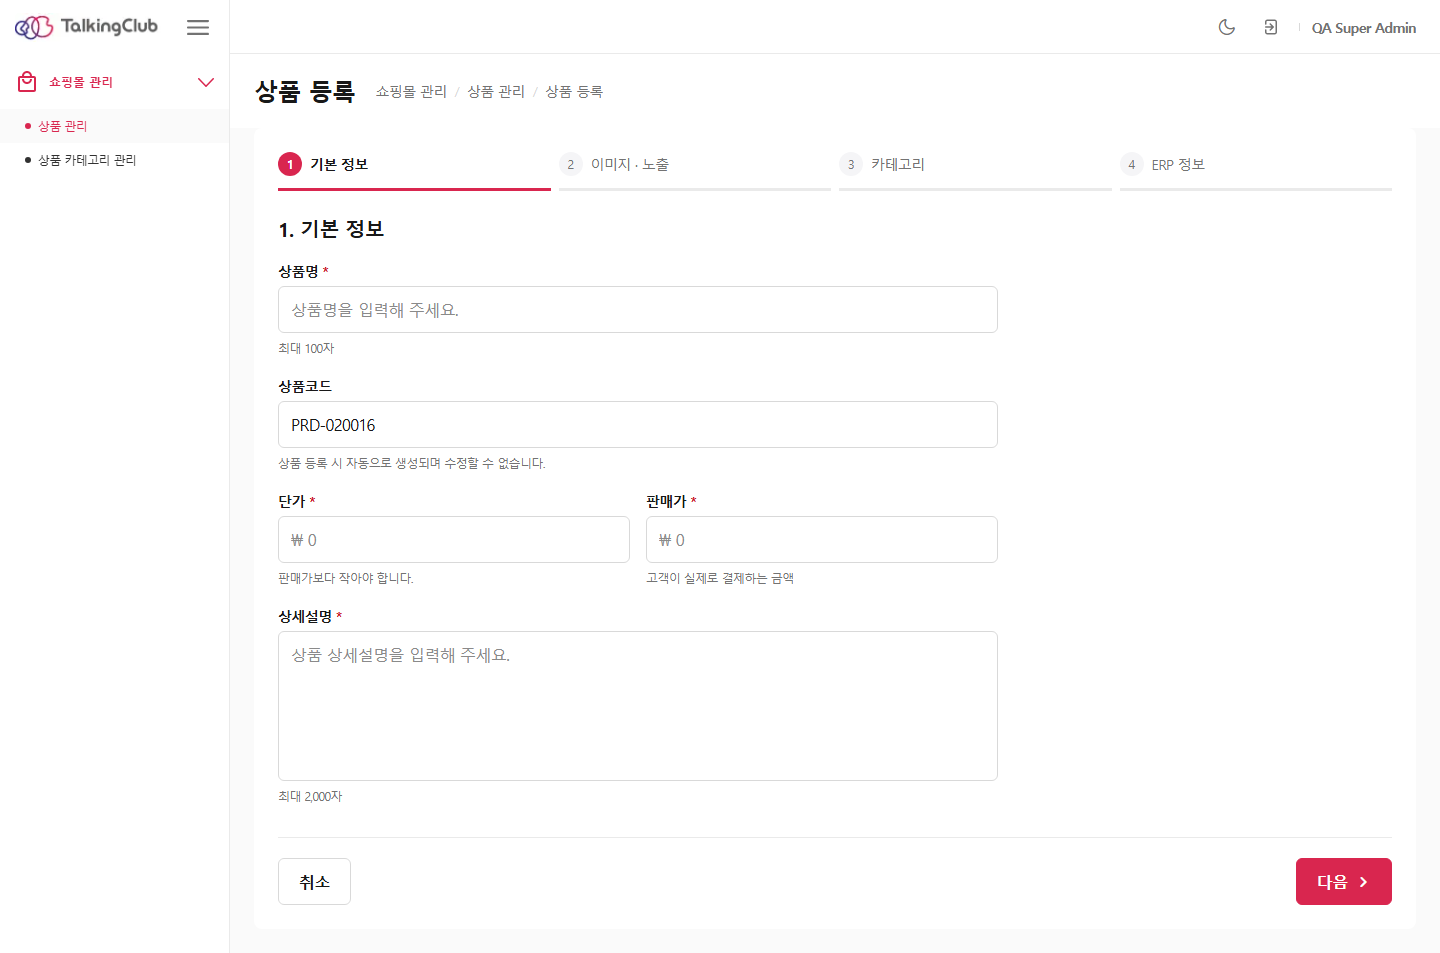 TalkingClub
QA Super Admin
쇼핑몰 관리
상품 관리
상품 카테고리 관리
상품 등록
쇼핑몰 관리 / 상품 관리 / 상품 등록
1 기본 정보
2 이미지 · 노출
3 카테고리
4 ERP 정보
1. 기본 정보
상품명 *
상품명을 입력해 주세요.
최대 100자
상품코드
PRD-020016
상품 등록 시 자동으로 생성되며 수정할 수 없습니다.
단가 *
판매가 *
₩ 0
₩ 0
판매가보다 작아야 합니다.
고객이 실제로 결제하는 금액
상세설명 *
상품 상세설명을 입력해 주세요.
최대 2,000자
취소
다음